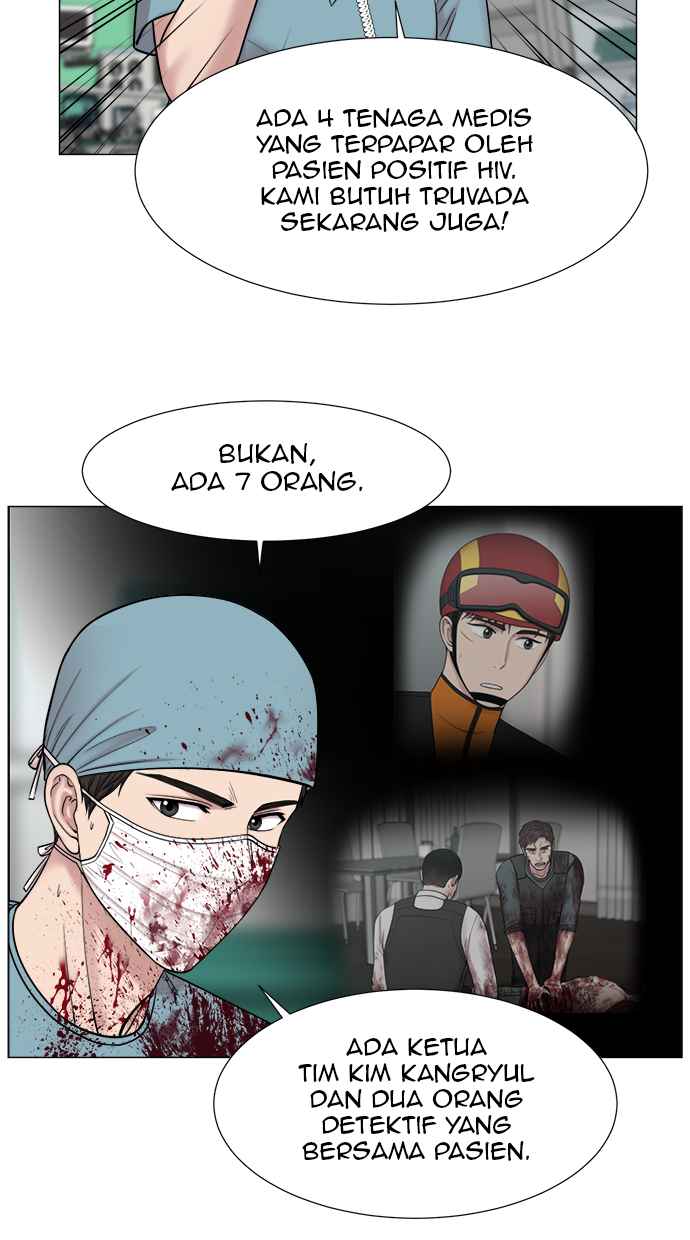 ADA 4 TENAGA MEDIS
YANG TERPAPAR OLEH
PASIEN POSITIF HIV.
KAMI BUTUH TRUVADA
SEKARANG JUGA!
BUKAN,
ADA 7 ORANG.
ADA KETUA
TIM KIM KANGRYUL
DAN DUA ORANG
DETEKTIF YANG
BERSAMA PASIEN.